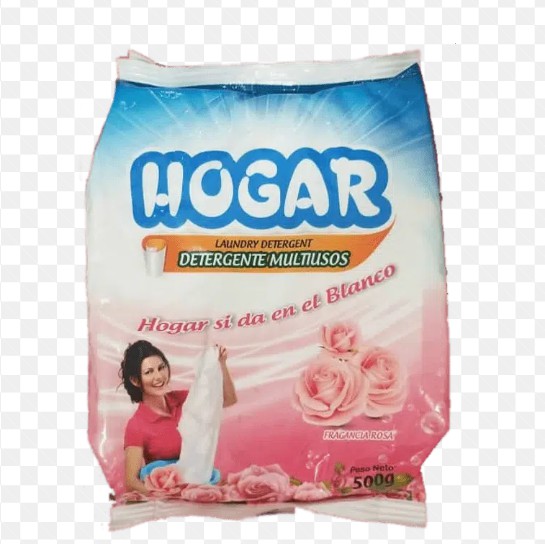 HOGAR
LAUNDRY DETERGENT
DETERGENTE MULTIUSOS
Hogar si da en el Blanco
FRAGANCIA ROSA
Peso Neto
500g